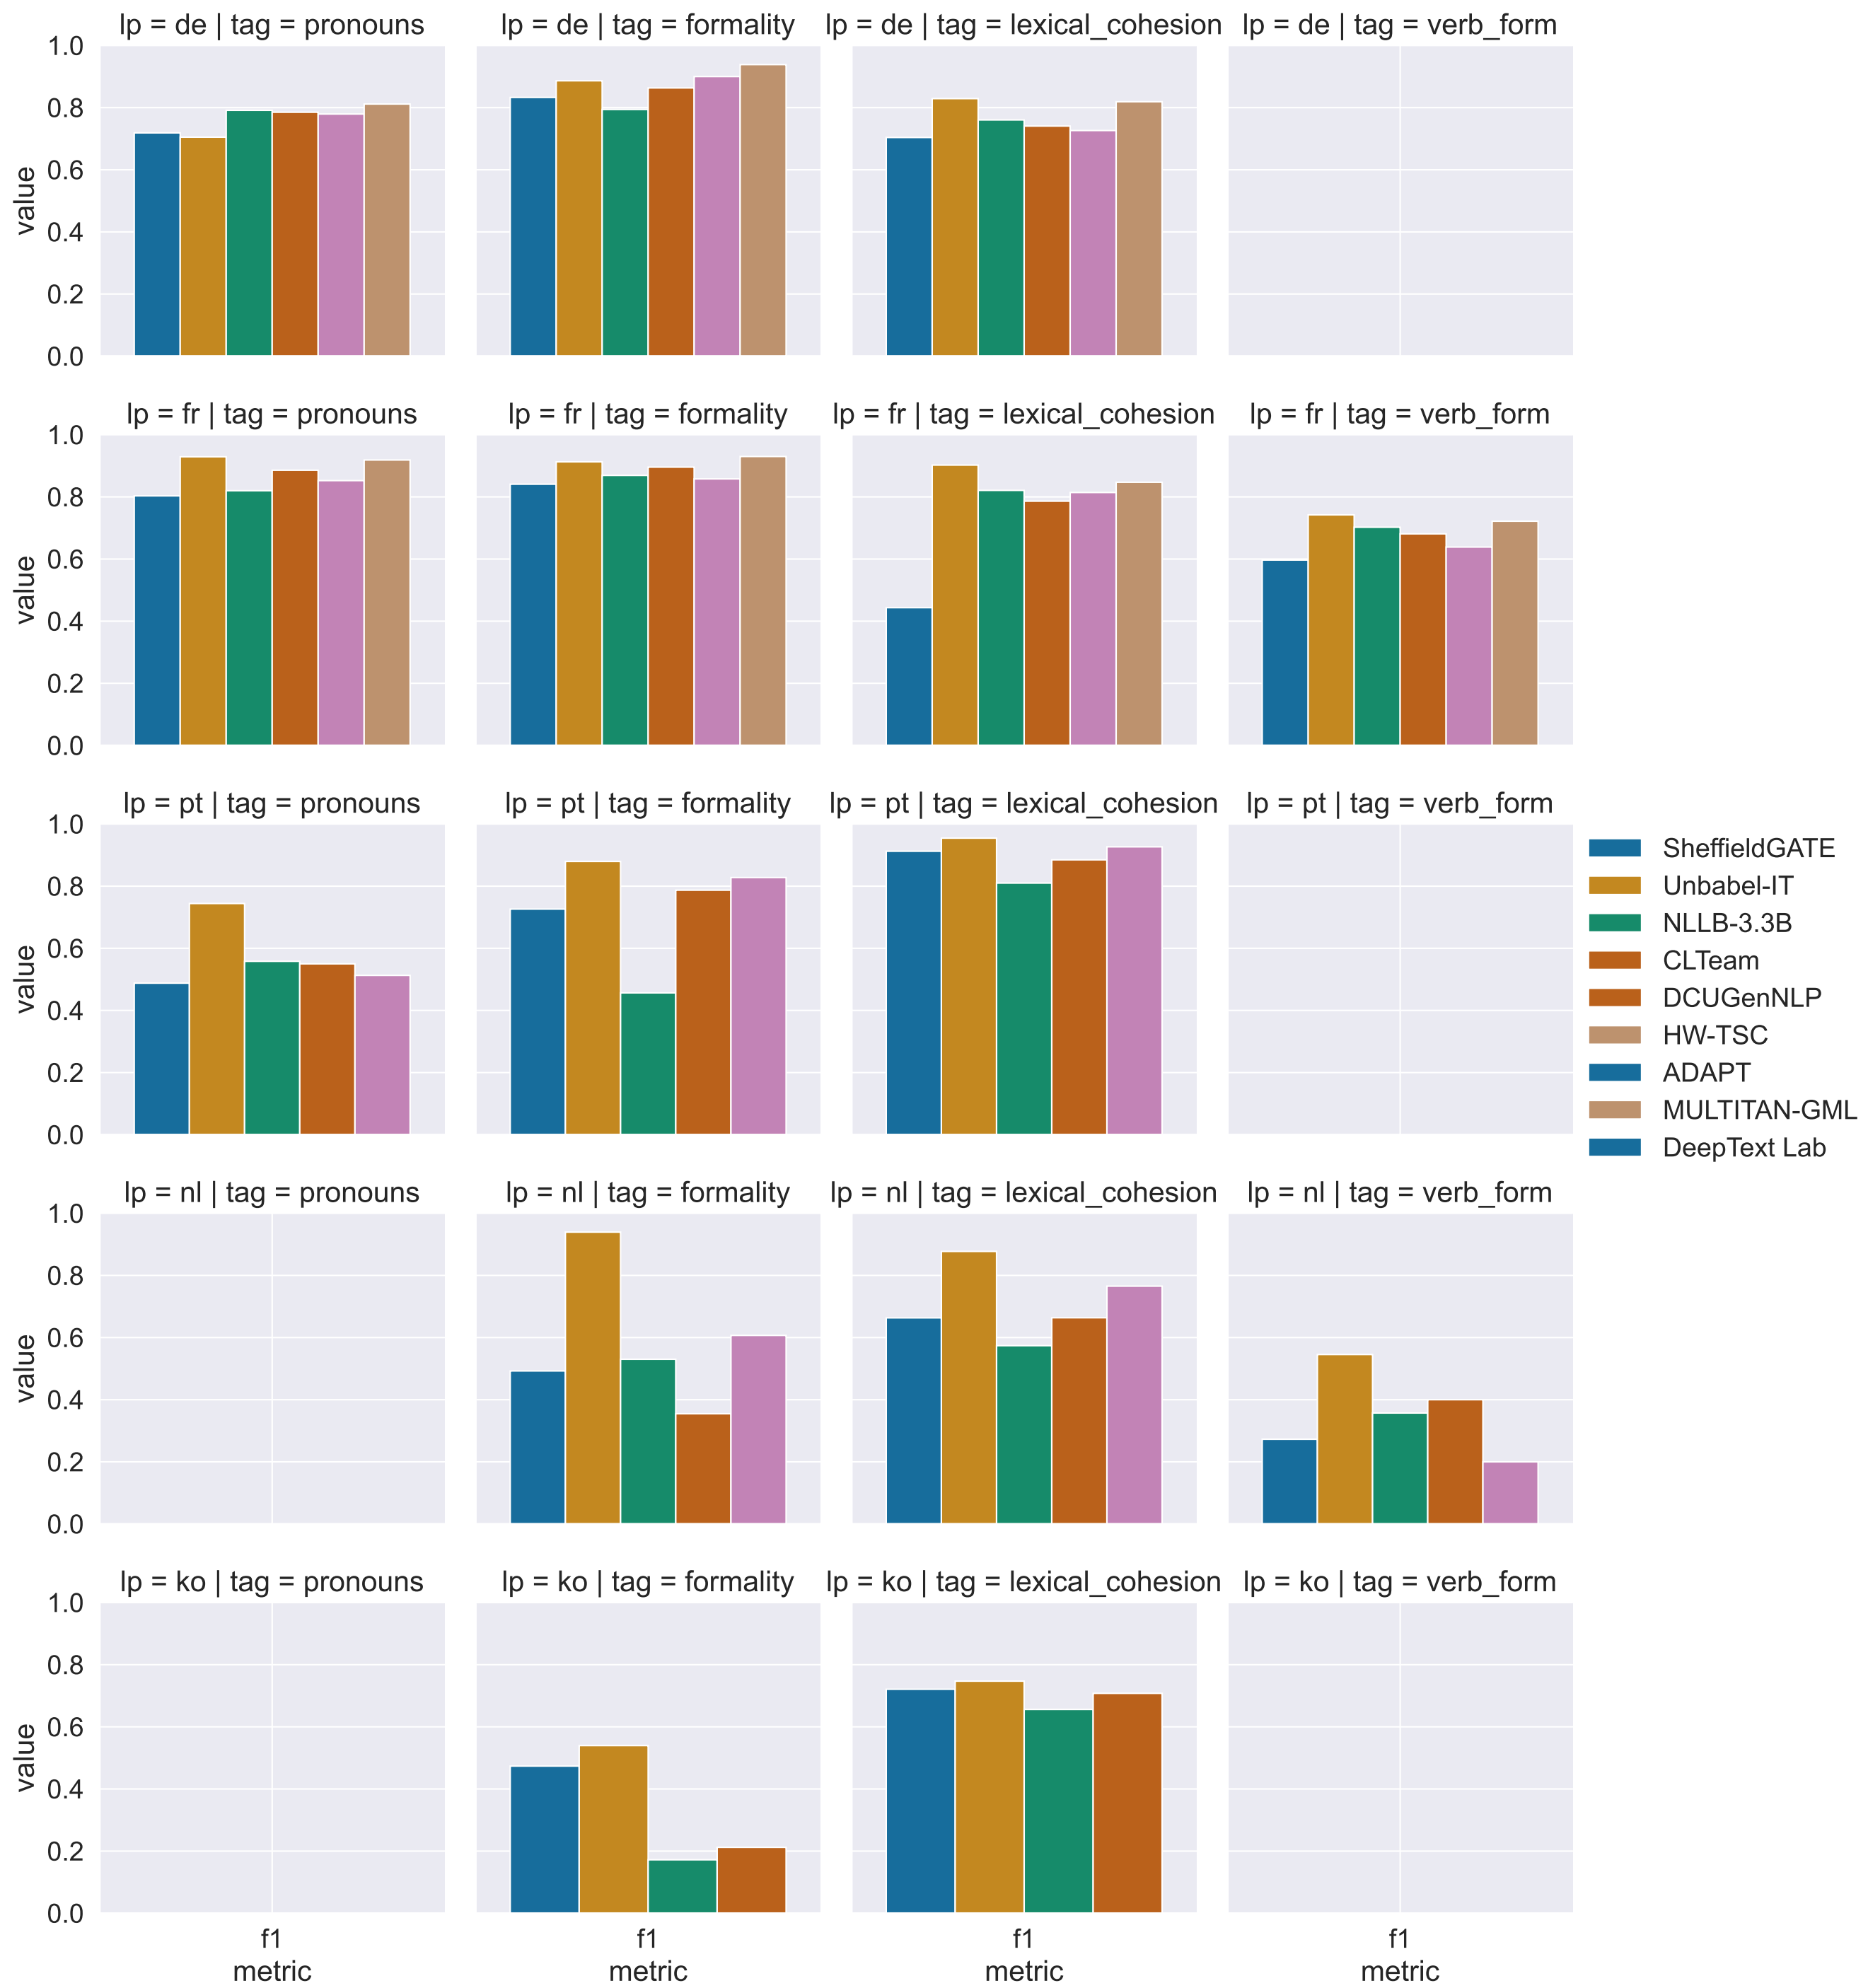 lp = de | tag = pronouns
lp = de | tag = formality
lp = de | tag = lexical_cohesion
lp = de | tag = verb_form
1.0
0.8
0.6
0.4
0.2
0.0
value
lp = fr | tag = pronouns
lp = fr | tag = formality
lp = fr | tag = lexical_cohesion
lp = fr | tag = verb_form
1.0
0.8
0.6
0.4
0.2
0.0
value
lp = pt | tag = pronouns
lp = pt | tag = formality
lp = pt | tag = lexical_cohesion
lp = pt | tag = verb_form
1.0
0.8
0.6
0.4
0.2
0.0
value
SheffieldGATE
Unbabel-IT
NLLB-3.3B
CLTeam
DCUGenNLP
HW-TSC
ADAPT
MULTITAN-GML
DeepText Lab
lp = nl | tag = pronouns
lp = nl | tag = formality
lp = nl | tag = lexical_cohesion
lp = nl | tag = verb_form
1.0
0.8
0.6
0.4
0.2
0.0
value
lp = ko | tag = pronouns
lp = ko | tag = formality
lp = ko | tag = lexical_cohesion
lp = ko | tag = verb_form
1.0
0.8
0.6
0.4
0.2
0.0
value
f1
metric
f1
metric
f1
metric
f1
metric